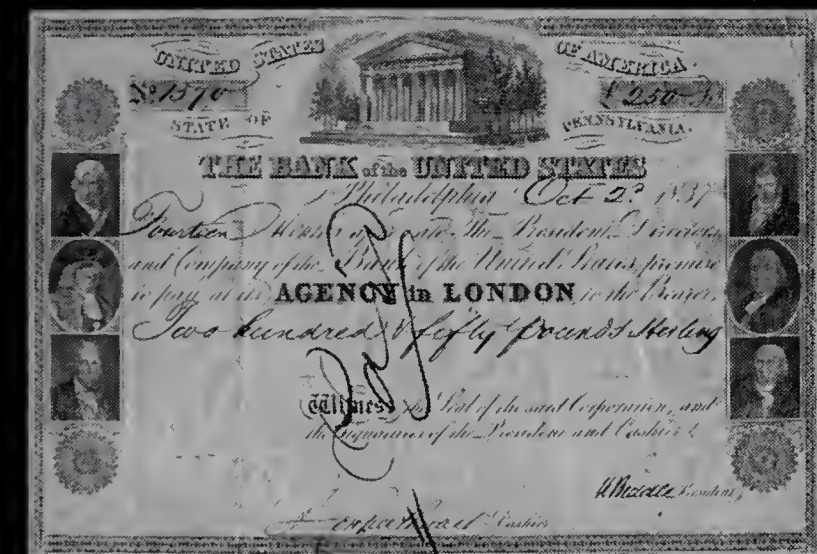 UNITED STATES OF AMERICA.
No. 1570 £ 250
STATE OF PENNSYLVANIA.
THE BANK of the UNITED STATES
Philadelphia Oct 2d 1837
Fourteen Months after date The President Directors
and Company of the Bank of the United States, promise
to pay at its AGENCY in LONDON to the Bearer
Two hundred & fifty pounds Sterling
Witness the Seal of the said Corporation, and
the Signatures of the President and Cashier
N Biddle President
Cashier